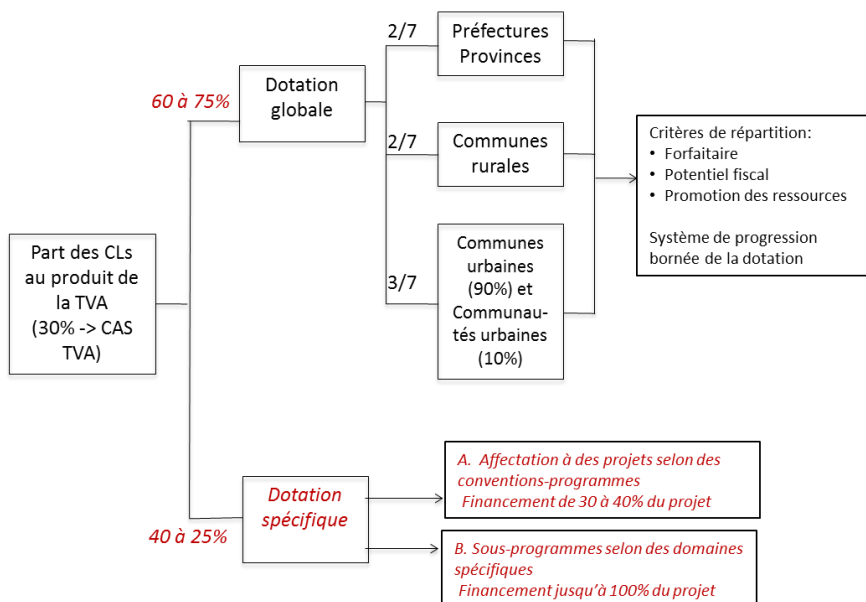 Part des CLs
au produit de
la TVA
(30% -> CAS
TVA)
60 à 75%
Dotation
globale
2/7
Préfectures
Provinces
2/7
Communes
rurales
3/7
Communes
urbaines
(90%) et
Communau-
tés urbaines
(10%)
Critères de répartition:
• Forfaitaire
• Potentiel fiscal
• Promotion des ressources
Système de progression
bornée de la dotation
40 à 25%
Dotation
spécifique
A. Affectation à des projets selon des
conventions-programmes
Financement de 30 à 40% du projet
B. Sous-programmes selon des domaines
spécifiques
Financement jusqu'à 100% du projet